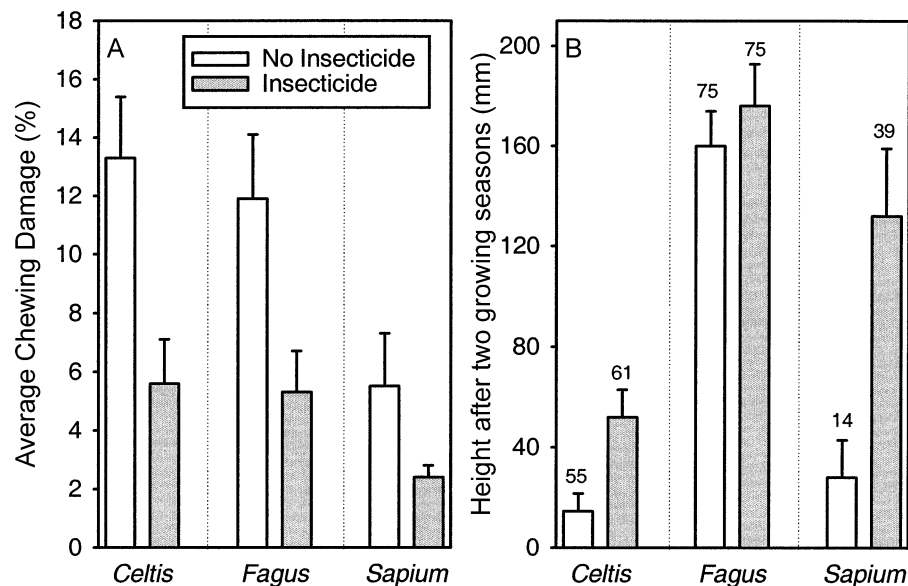 A
No Insecticide
Insecticide
Average Chewing Damage (%)
18
16
14
12
10
8
6
4
2
0
Celtis Fagus Sapium
B
Height after two growing seasons (mm)
200
160
120
80
40
0
55
61
75
75
14
39
Celtis Fagus Sapium